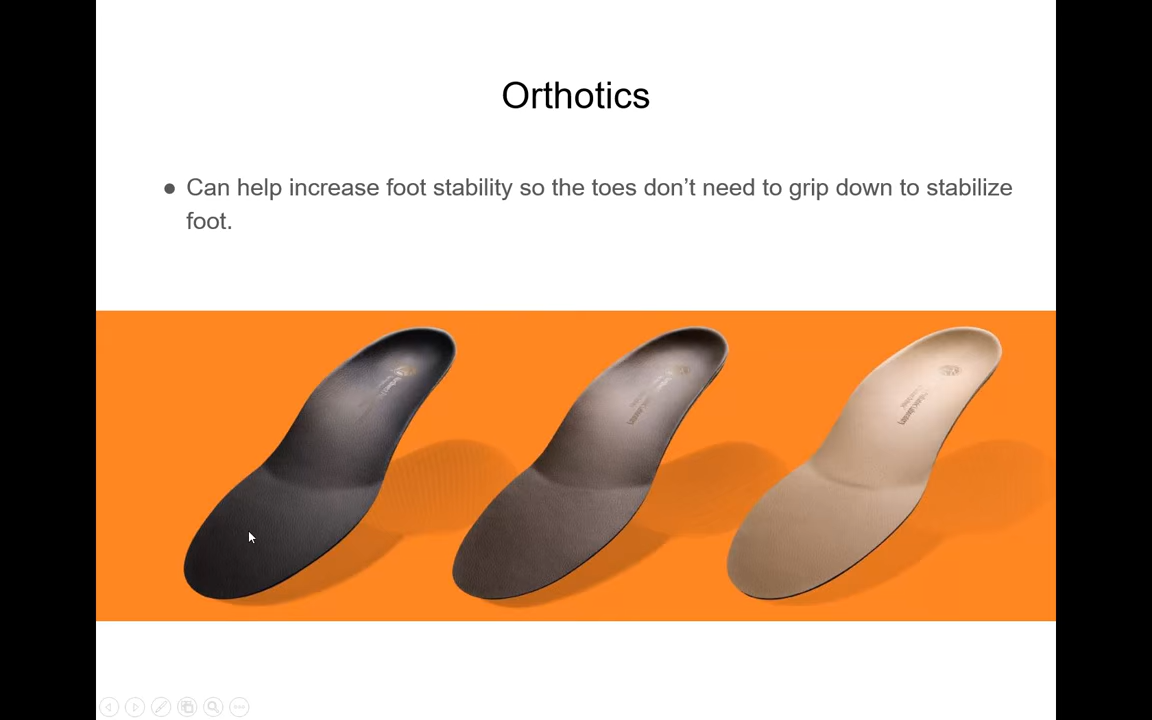 Orthotics
● Can help increase foot stability so the toes don’t need to grip down to stabilize
foot.